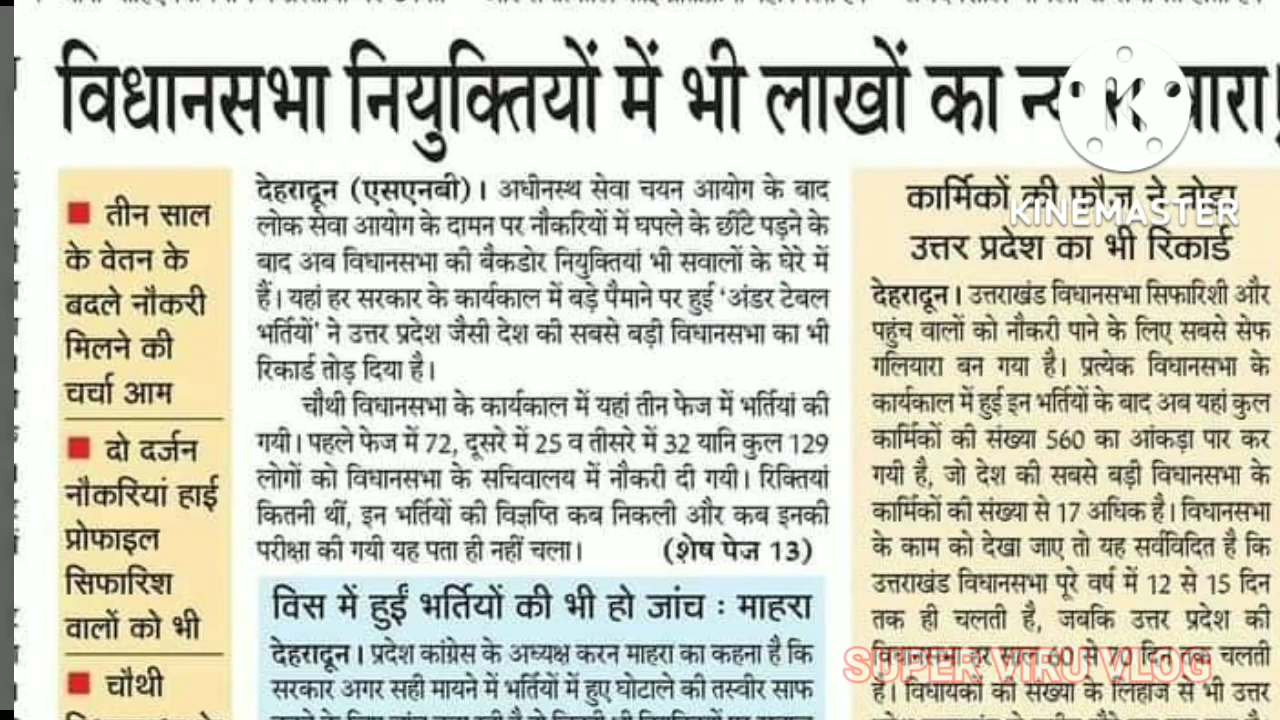 विधानसभा नियुक्तियों में भी लाखों का
तीन साल
के वेतन के
बदले नौकरी
मिलने की
चर्चा आम
दो दर्जन
नौकरियां हाई
प्रोफाइल
सिफारिश
वालों को भी
चौथी
देहरादून (एसएनबी)। अधीनस्थ सेवा चयन आयोग के बाद
लोक सेवा आयोग के दामन पर नौकरियों में घपले के छींटे पड़ने के
बाद अब विधानसभा की बैकडोर नियुक्तियां भी सवालों के घेरे में
हैं। यहां हर सरकार के कार्यकाल में बड़े पैमाने पर हुई ‘अंडर टेबल
भर्तियों’ ने उत्तर प्रदेश जैसी देश की सबसे बड़ी विधानसभा का भी
रिकार्ड तोड़ दिया है।
चौथी विधानसभा के कार्यकाल में यहां तीन फेज में भर्तियां की
गयी। पहले फेज में 72, दूसरे में 25 व तीसरे में 32 यानि कुल 129
लोगों को विधानसभा के सचिवालय में नौकरी दी गयी। रिक्तियां
कितनी थीं, इन भर्तियों की विज्ञप्ति कब निकली और कब इनकी
परीक्षा की गयी यह पता ही नहीं चला। (शेष पेज 13)
विस में हुईं भर्तियों की भी हो जांच : माहरा
देहरादून। प्रदेश कांग्रेस के अध्यक्ष करन माहरा का कहना है कि
सरकार अगर सही मायने में भर्तियों में हुए घोटाले की तस्वीर साफ
कार्मिकों की फौज ने तोड़ा
उत्तर प्रदेश का भी रिकार्ड
देहरादून। उत्तराखंड विधानसभा सिफारिशी और
पहुंच वालों को नौकरी पाने के लिए सबसे सेफ
गलियारा बन गया है। प्रत्येक विधानसभा के
कार्यकाल में हुई इन भर्तियों के बाद अब यहां कुल
कार्मिकों की संख्या 560 का आंकड़ा पार कर
गयी है, जो देश की सबसे बड़ी विधानसभा के
कार्मिकों की संख्या से 17 अधिक है। विधानसभा
के काम को देखा जाए तो यह सर्वविदित है कि
उत्तराखंड विधानसभा पूरे वर्ष में 12 से 15 दिन
तक ही चलती है, जबकि उत्तर प्रदेश की
विधानसभा हर साल 60 से 70 दिन तक चलती
है। विधायकों की संख्या के लिहाज से भी उत्तर
K
KINEMASTER
SUPER VIRU VLOG